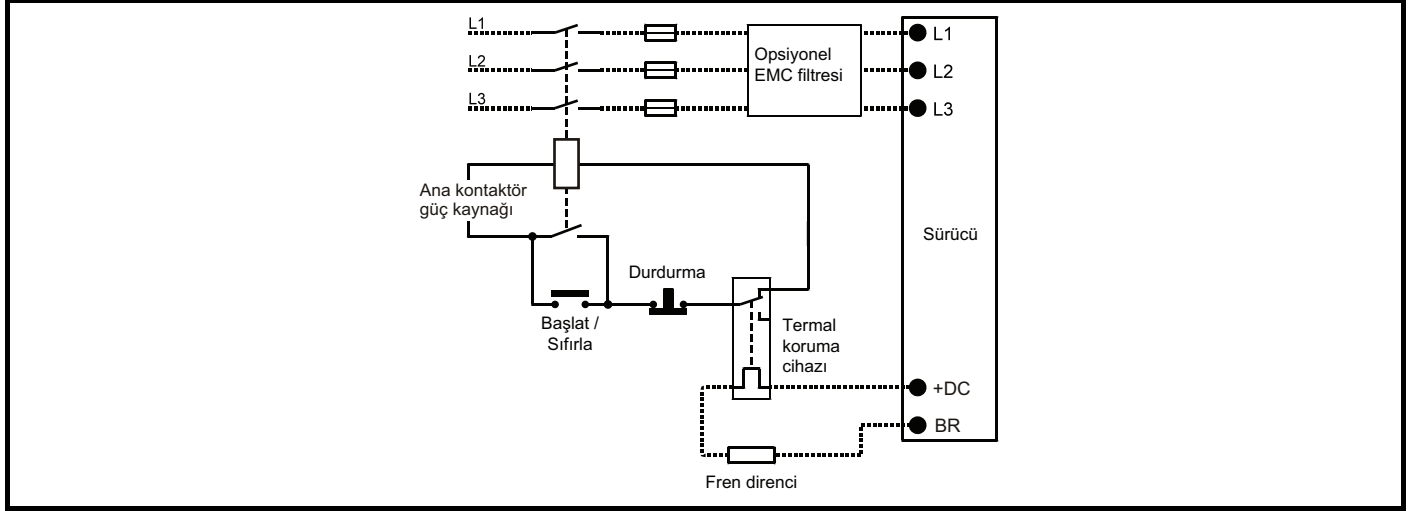 L1
L2
L3
Opsiyonel
EMC filtresi
L1
L2
L3
Ana kontaktör
güç kaynağı
Sürücü
Durdurma
Başlat /
Sıfırla
Termal
koruma
cihazı
+DC
BR
Fren direnci